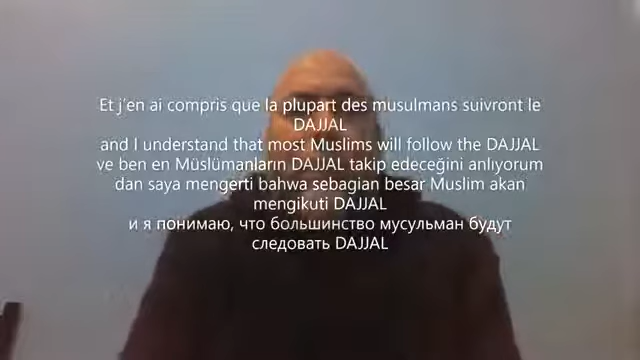 Et j'en ai compris que la plupart des musulmans suivront le
DAJJAL
and I understand that most Muslims will follow the DAJJAL
ve ben en Müslümanların DAJJAL takip edeceğini anlıyorum
dan saya mengerti bahwa sebagian besar Muslim akan
mengikuti DAJJAL
и я понимаю, что большинство мусульман будут
следовать DAJJAL